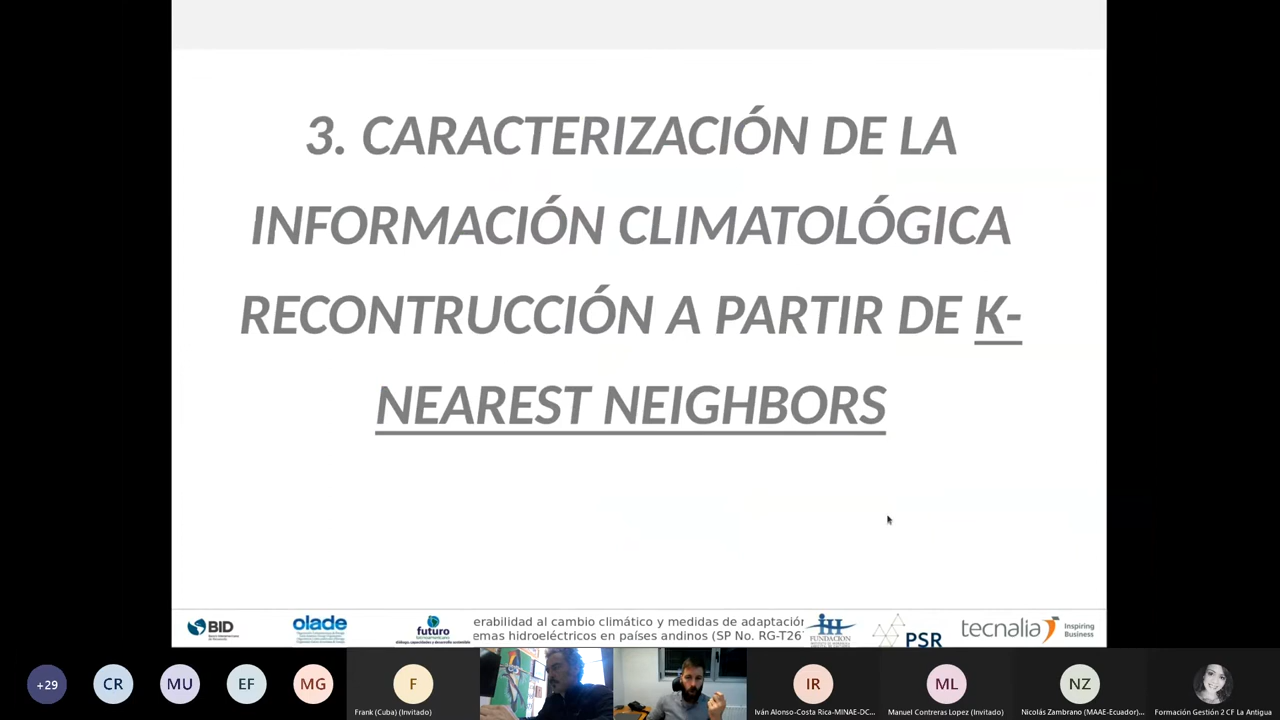 3. CARACTERIZACIÓN DE LA
INFORMACIÓN CLIMATOLÓGICA
RECONTRUCCIÓN A PARTIR DE K-
NEAREST NEIGHBORS
BID
olade
futuro
erabilidad al cambio climático y medidas de adaptación
emas hidroeléctricos en países andinos (SP No. RG-T26
FUNDACION
PSR
tecnalia
Inspiring
Business
+29
CR
MU
EF
MG
F
Frank (Cuba) (Invitado)
IR
Iván Alonso-Costa Rica-MINAE-DC...
ML
Manuel Contreras Lopez (Invitado)
NZ
Nicolás Zambrano (MAAE-Ecuador)...
Formación Gestión 2 CF La Antigua